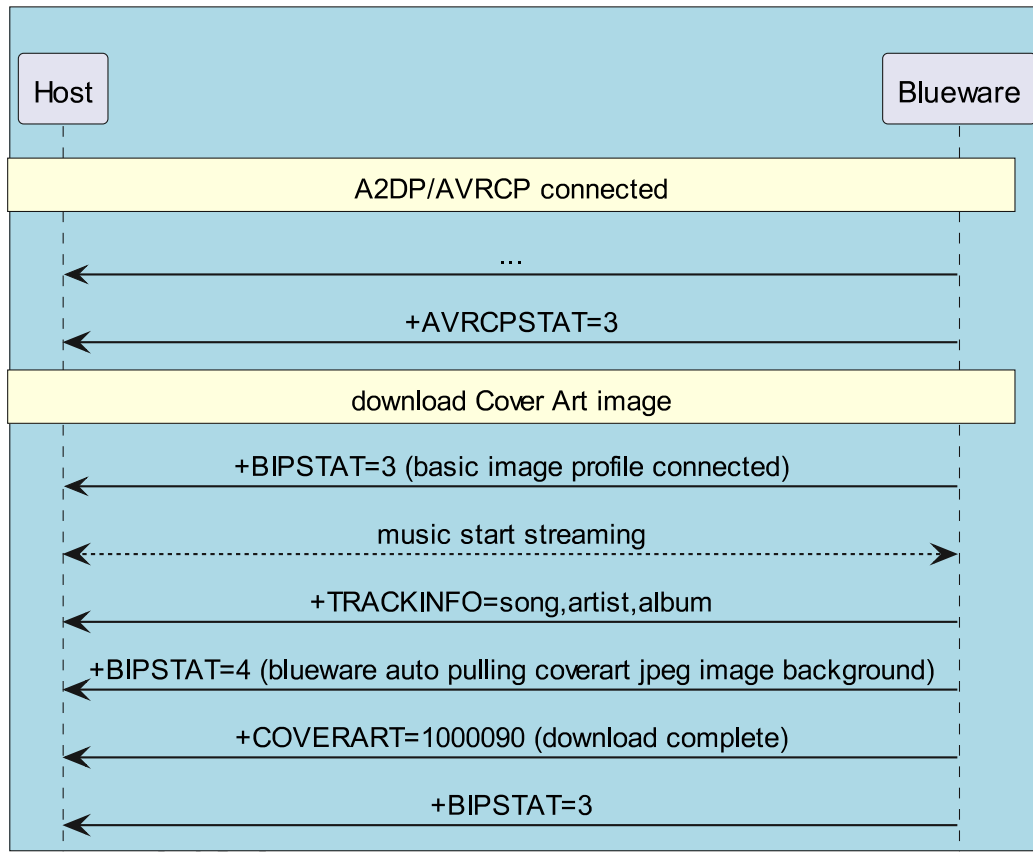 Host
Blueware
A2DP/AVRCP connected
...
+AVRCPSTAT=3
download Cover Art image
+BIPSTAT=3 (basic image profile connected)
music start streaming
+TRACKINFO=song,artist,album
+BIPSTAT=4 (blueware auto pulling coverart jpeg image background)
+COVERART=1000090 (download complete)
+BIPSTAT=3